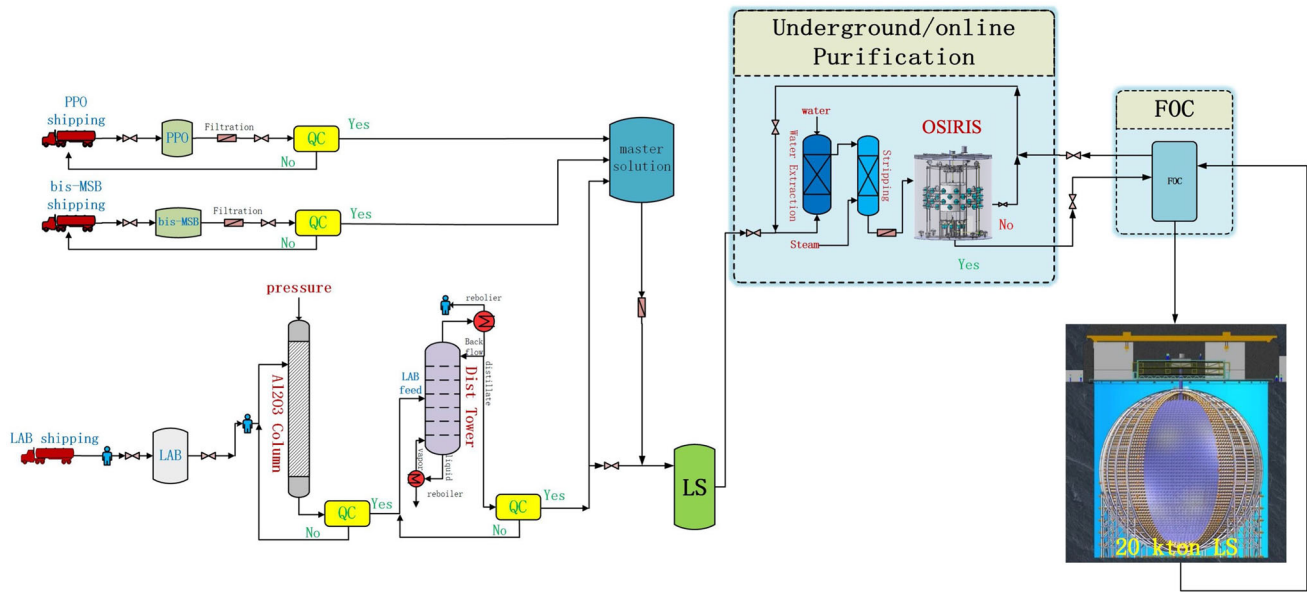 Underground/online
Purification
FOC
PPO
shipping
PPO
Filtration
QC
Yes
No
bis-MSB
shipping
bis-MSB
Filtration
QC
Yes
No
master
solution
water
Water Extraction
Stripping
OSIRIS
Steam
No
Yes
FOC
pressure
Al2O3 Column
rebolier
Back
flow
distillate
LAB
feed
Dist Tower
vapor
liquid
reboiler
LAB shipping
LAB
QC
Yes
No
QC
Yes
No
LS
20 kton LS